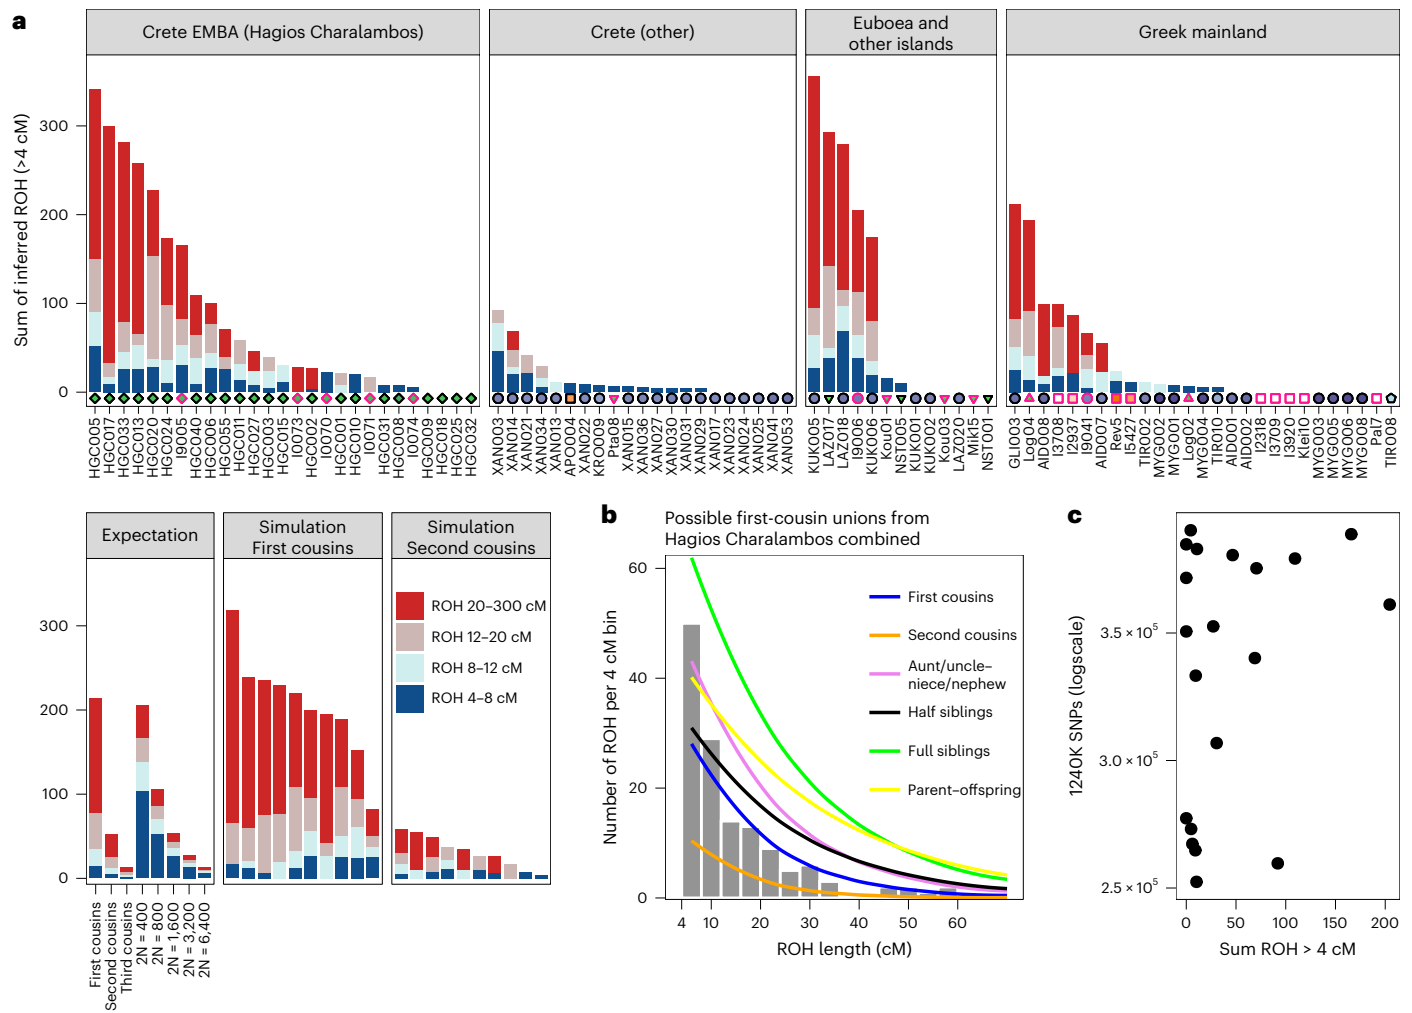 a
Crete EMBA (Hagios Charalambos)
Crete (other)
Euboea and
other islands
Greek mainland
Sum of inferred ROH (>4 cM)
300
200
100
0
HGC005
HGC017
HGC033
HGC013
HGC020
HGC024
I9005
HGC040
HGC006
HGC055
HGC011
HGC027
HGC003
HGC015
I0073
HGC002
I0070
HGC001
HGC010
I0071
HGC031
HGC023
I0074
HGC009
HGC018
HGC025
HGC032
XAN003
XAN014
XAN021
XAN034
XAN013
APO004
XAN022
KRO009
Pta08
XAN015
XAN036
XAN027
XAN030
XAN031
XAN029
XAN017
XAN023
XAN024
XAN025
XAN041
XAN053
KUK005
LAZ017
LAZ018
I9006
KUK006
Kou01
NST005
KUK001
KUK002
Kou03
LAZ020
Mik15
NST001
GLI003
Log04
AID008
I3708
I2937
I9041
AID007
Rev5
I5427
TIR002
MYG002
MYG001
Log02
MYG004
TIR010
AID001
AID002
I2318
I3709
I3920
Klei10
MYG003
MYG005
MYG006
MYG008
Pal7
TIR008
Expectation
Simulation
First cousins
Simulation
Second cousins
300
200
100
0
ROH 20–300 cM
ROH 12–20 cM
ROH 8–12 cM
ROH 4–8 cM
First cousins
Second cousins
Third cousins
2N = 400
2N = 800
2N = 1,600
2N = 3,200
2N = 6,400
b
Possible first-cousin unions from
Hagios Charalambos combined
Number of ROH per 4 cM bin
60
40
20
0
First cousins
Second cousins
Aunt/uncle–
niece/nephew
Half siblings
Full siblings
Parent–offspring
4
10
20
30
40
50
60
ROH length (cM)
c
1240K SNPs (logscale)
3.5 × 10⁵
3.0 × 10⁵
2.5 × 10⁵
0
50
100
150
200
Sum ROH > 4 cM